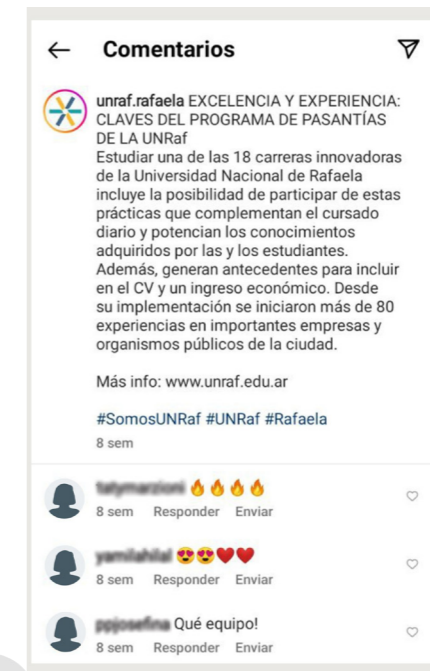 Comentarios
unraf.rafaela EXCELENCIA Y EXPERIENCIA:
CLAVES DEL PROGRAMA DE PASANTÍAS
DE LA UNRaf
Estudiar una de las 18 carreras innovadoras
de la Universidad Nacional de Rafaela
incluye la posibilidad de participar de estas
prácticas que complementan el cursado
diario y potencian los conocimientos
adquiridos por las y los estudiantes.
Además, generan antecedentes para incluir
en el CV y un ingreso económico. Desde
su implementación se iniciaron más de 80
experiencias en importantes empresas y
organismos públicos de la ciudad.
Más info: www.unraf.edu.ar
#SomosUNRaf #UNRaf #Rafaela
8 sem
🔥🔥🔥🔥
8 sem Responder Enviar
😍😍❤️❤️
8 sem Responder Enviar
Qué equipo!
8 sem Responder Enviar